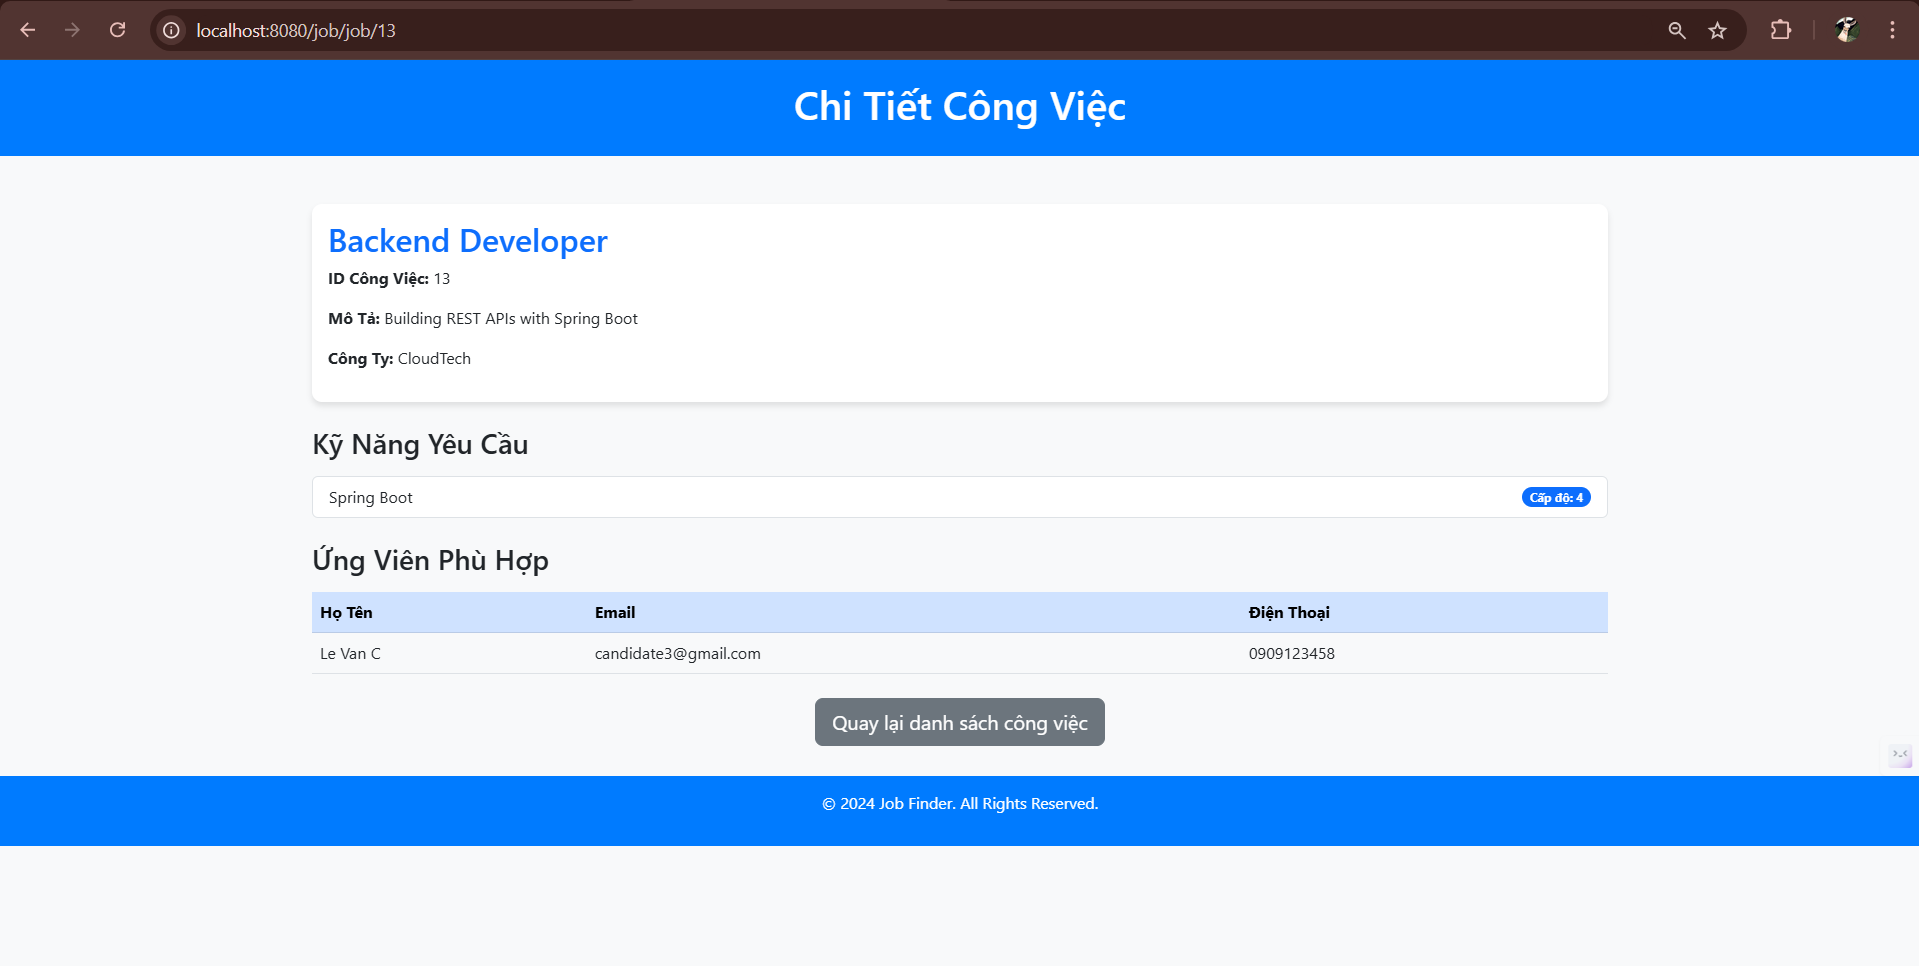 localhost:8080/job/job/13
Chi Tiết Công Việc
Backend Developer
ID Công Việc: 13
Mô Tả: Building REST APIs with Spring Boot
Công Ty: CloudTech
Kỹ Năng Yêu Cầu
Spring Boot Cấp độ: 4
Ứng Viên Phù Hợp
Họ Tên Email Điện Thoại
Le Van C candidate3@gmail.com 0909123458
Quay lại danh sách công việc
© 2024 Job Finder. All Rights Reserved.